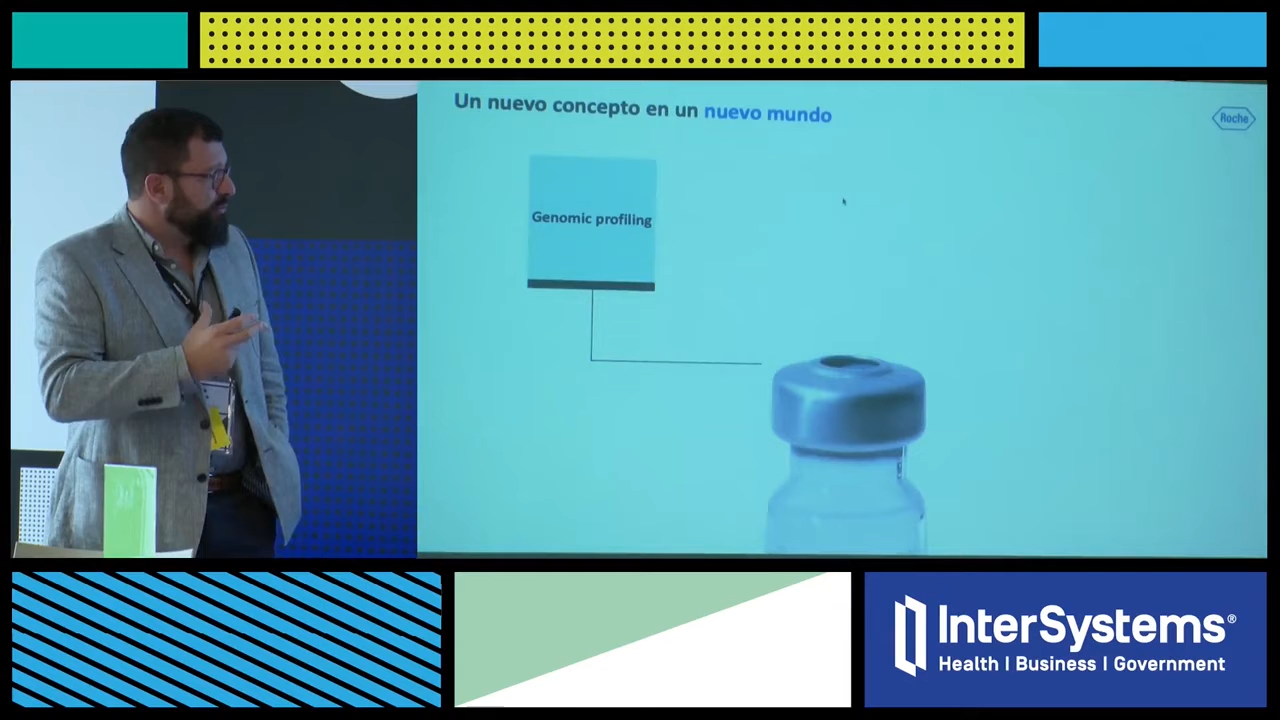 Un nuevo concepto en un nuevo mundo
Roche
Genomic profiling
InterSystems®
Health | Business | Government